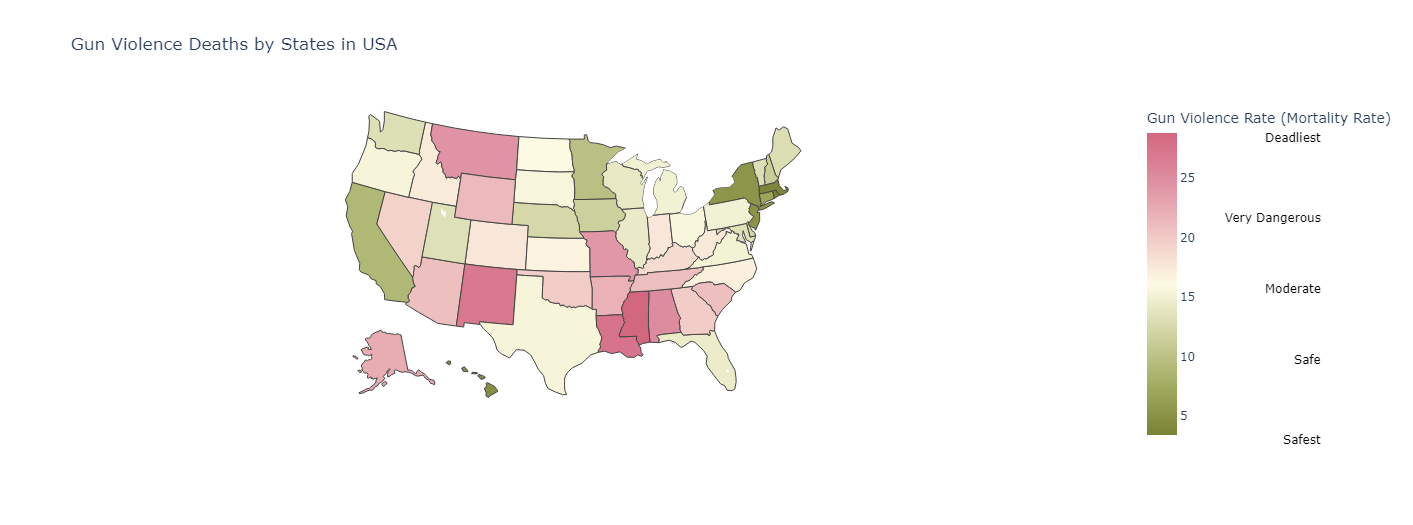 Gun Violence Deaths by States in USA
Gun Violence Rate (Mortality Rate)
Deadliest
25
Very Dangerous
20
Moderate
15
Safe
10
5
Safest